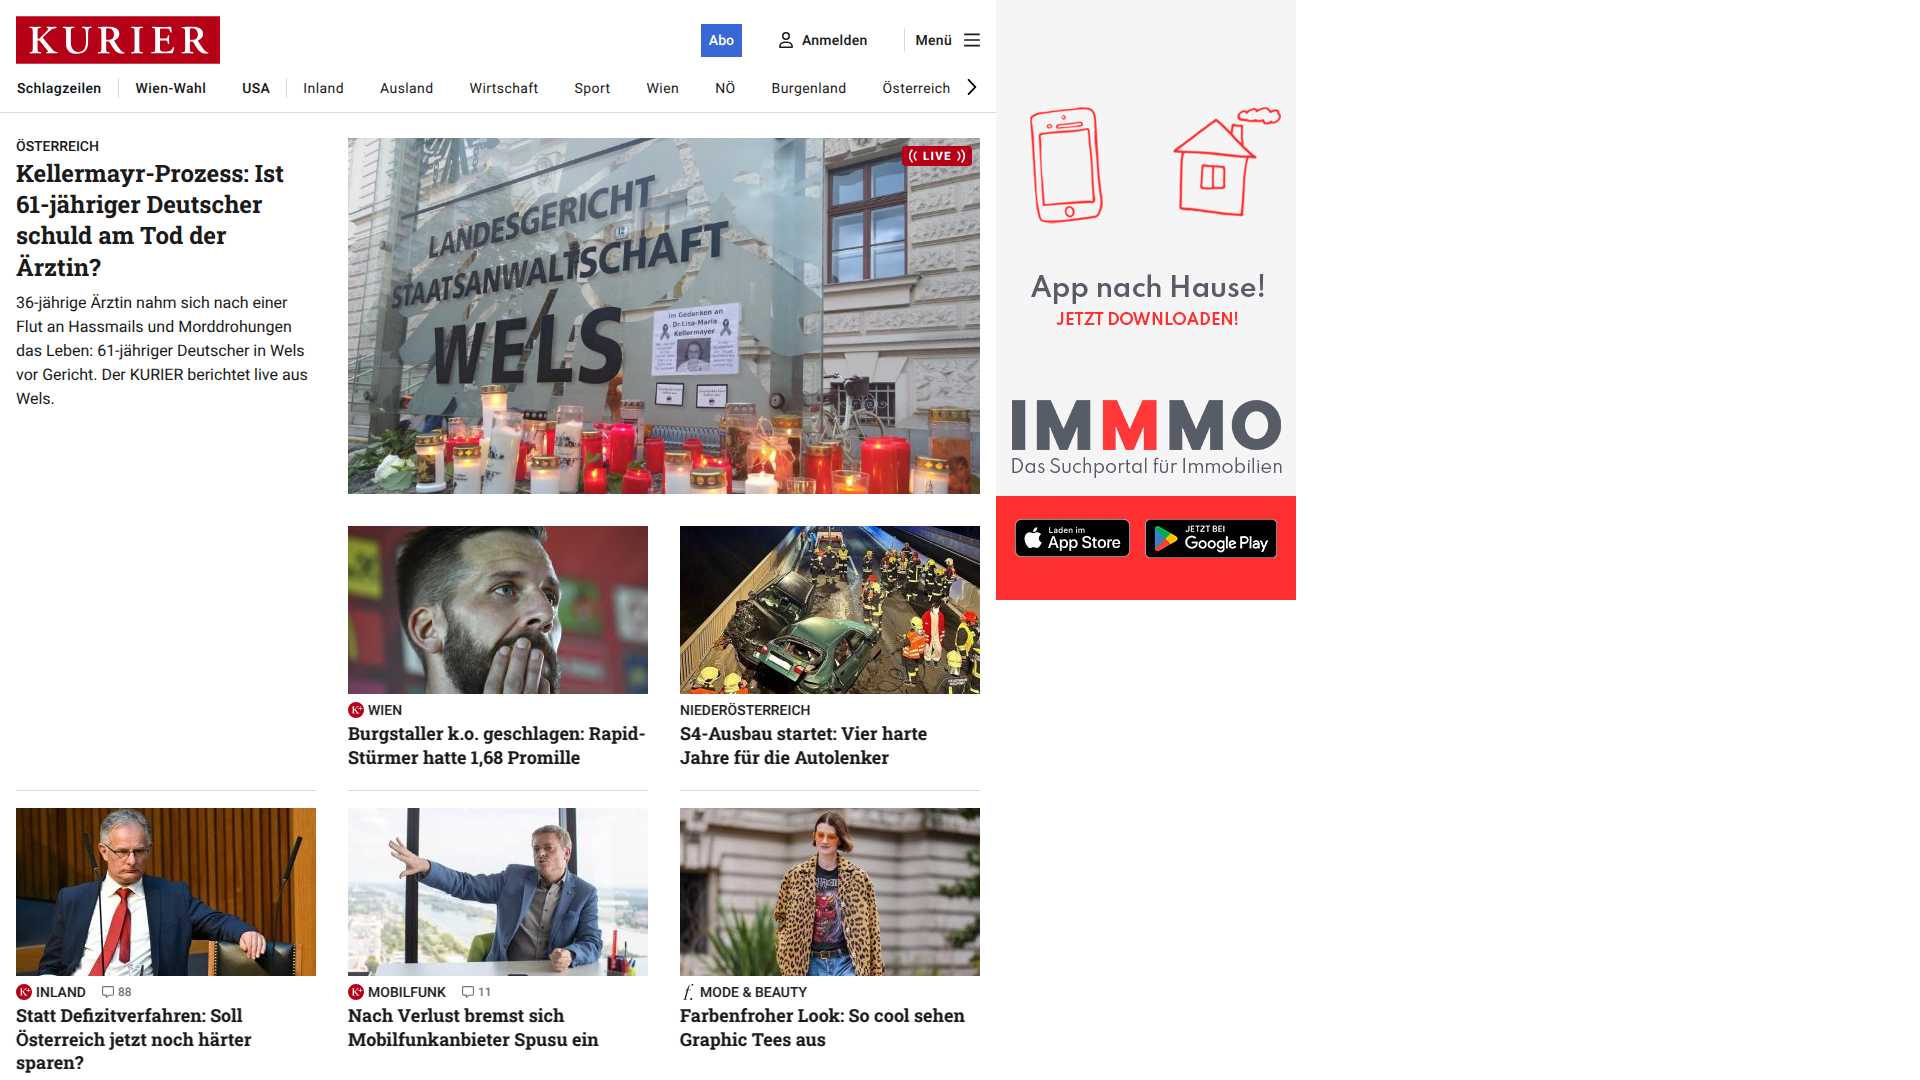 KURIER
Abo
Anmelden
Menü
Schlagzeilen
Wien-Wahl
USA
Inland
Ausland
Wirtschaft
Sport
Wien
NÖ
Burgenland
Österreich
ÖSTERREICH
Kellermayr-Prozess: Ist
61-jähriger Deutscher
schuld am Tod der
Ärztin?
36-jährige Ärztin nahm sich nach einer
Flut an Hassmails und Morddrohungen
das Leben: 61-jähriger Deutscher in Wels
vor Gericht. Der KURIER berichtet live aus
Wels.
LIVE
LANDESGERICHT
STAATSANWALTSCHAFT
WELS
Im Gedenken an
Dr.Lisa-Maria
Kellermayer
K+ WIEN
Burgstaller k.o. geschlagen: Rapid-
Stürmer hatte 1,68 Promille
NIEDERÖSTERREICH
S4-Ausbau startet: Vier harte
Jahre für die Autolenker
K+ INLAND 88
Statt Defizitverfahren: Soll
Österreich jetzt noch härter
sparen?
K+ MOBILFUNK 11
Nach Verlust bremst sich
Mobilfunkanbieter Spusu ein
f. MODE & BEAUTY
Farbenfroher Look: So cool sehen
Graphic Tees aus
App nach Hause!
JETZT DOWNLOADEN!
IMMMO
Das Suchportal für Immobilien
Laden im
App Store
JETZT BEI
Google Play